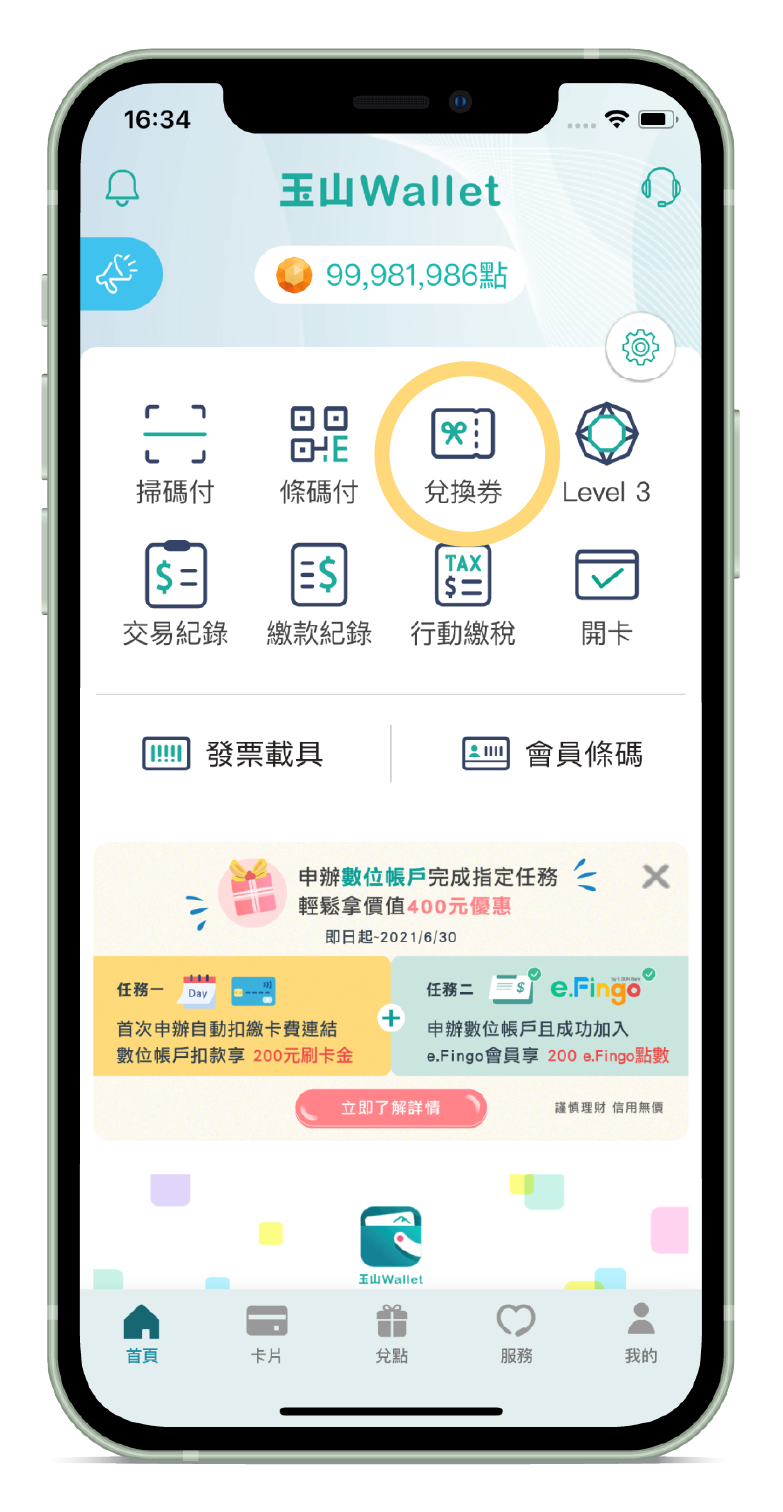 16:34
玉山Wallet
99,981,986點
掃碼付
條碼付
兌換券
Level 3
交易紀錄
繳款紀錄
TAX
行動繳稅
開卡
發票載具
會員條碼
申辦數位帳戶完成指定任務
輕鬆拿價值400元優惠
即日起~2021/6/30
任務一
Day
首次申辦自動扣繳卡費連結
數位帳戶扣款享 200元刷卡金
任務二
e.Fingo
申辦數位帳戶且成功加入
e.Fingo會員享 200 e.Fingo點數
立即了解詳情
謹慎理財 信用無價
玉山Wallet
首頁
卡片
兌點
服務
我的